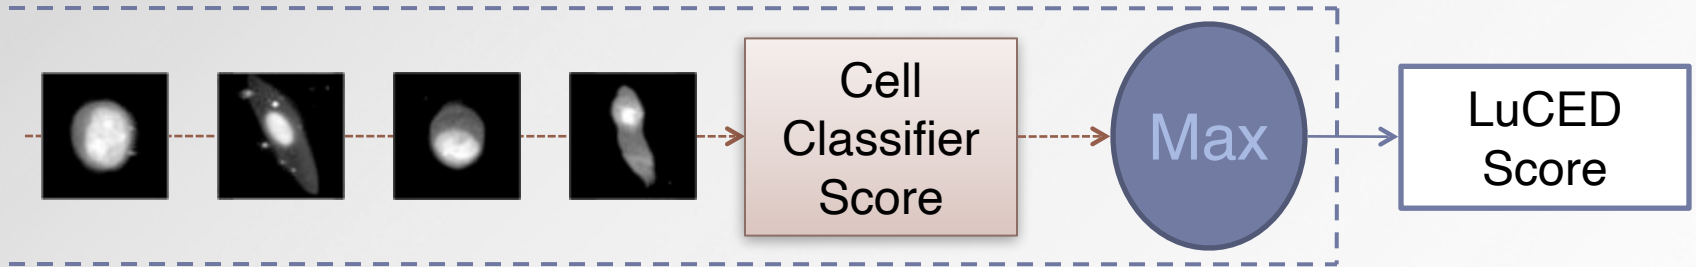 Cell
Classifier
Score
Max
LuCED
Score